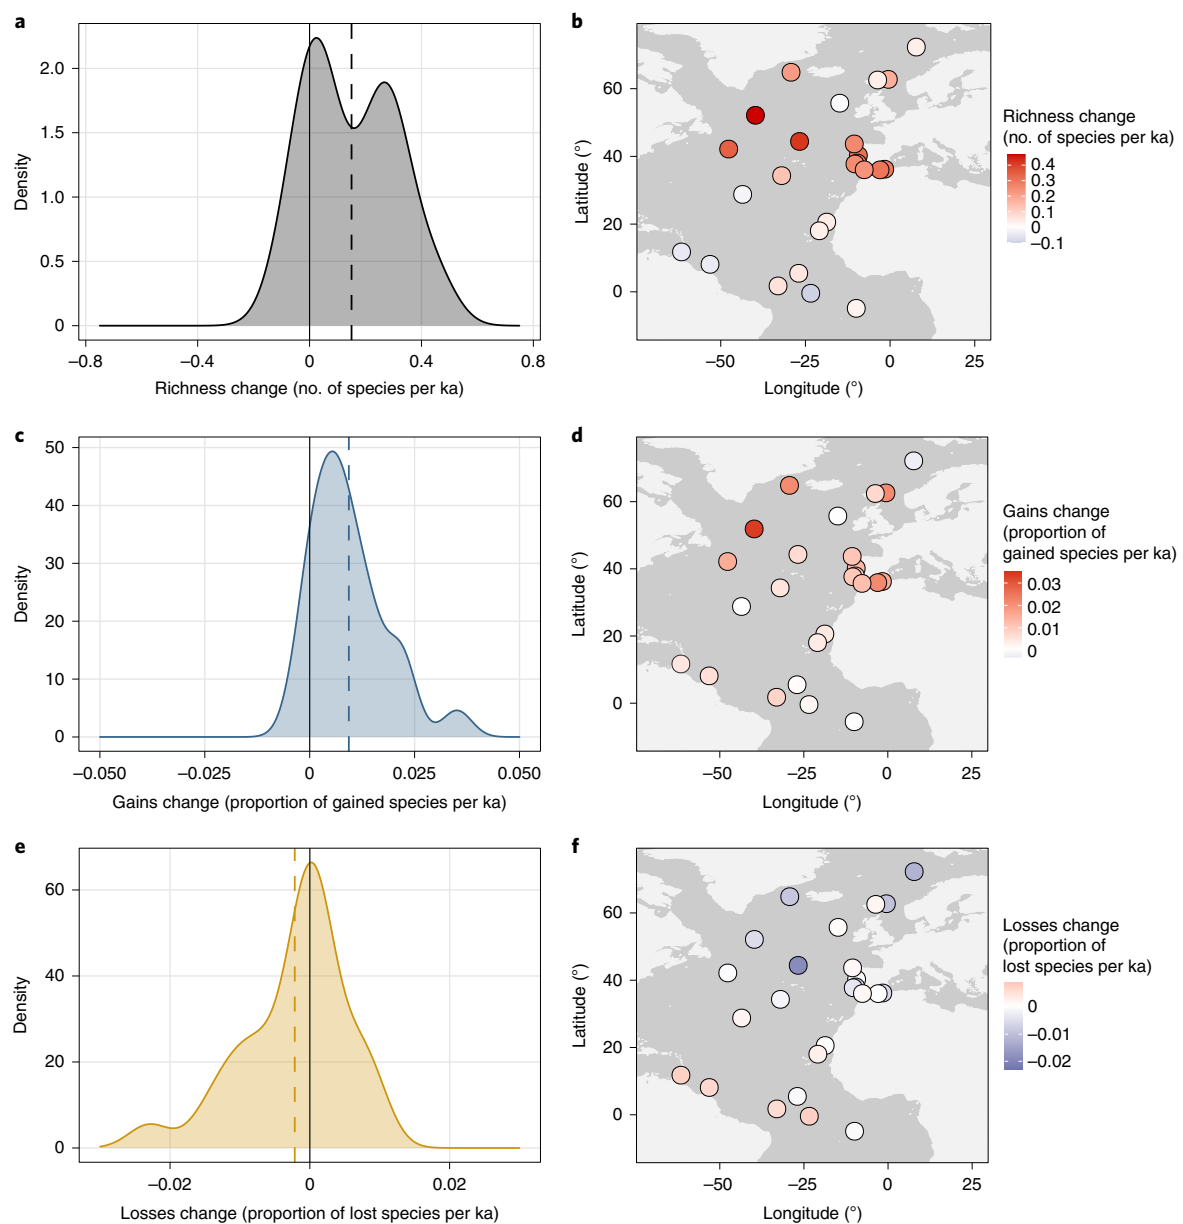 a
2.0
1.5
1.0
0.5
0
Density
−0.8
−0.4
0
0.4
0.8
Richness change (no. of species per ka)
b
60
40
20
0
Latitude (°)
−50
−25
0
25
Longitude (°)
Richness change
(no. of species per ka)
0.4
0.3
0.2
0.1
0
−0.1
c
50
40
30
20
10
0
Density
−0.050
−0.025
0
0.025
0.050
Gains change (proportion of gained species per ka)
d
60
40
20
0
Latitude (°)
−50
−25
0
25
Longitude (°)
Gains change
(proportion of
gained species per ka)
0.03
0.02
0.01
0
e
60
40
20
0
Density
−0.02
0
0.02
Losses change (proportion of lost species per ka)
f
60
40
20
0
Latitude (°)
−50
−25
0
25
Longitude (°)
Losses change
(proportion of
lost species per ka)
0
−0.01
−0.02